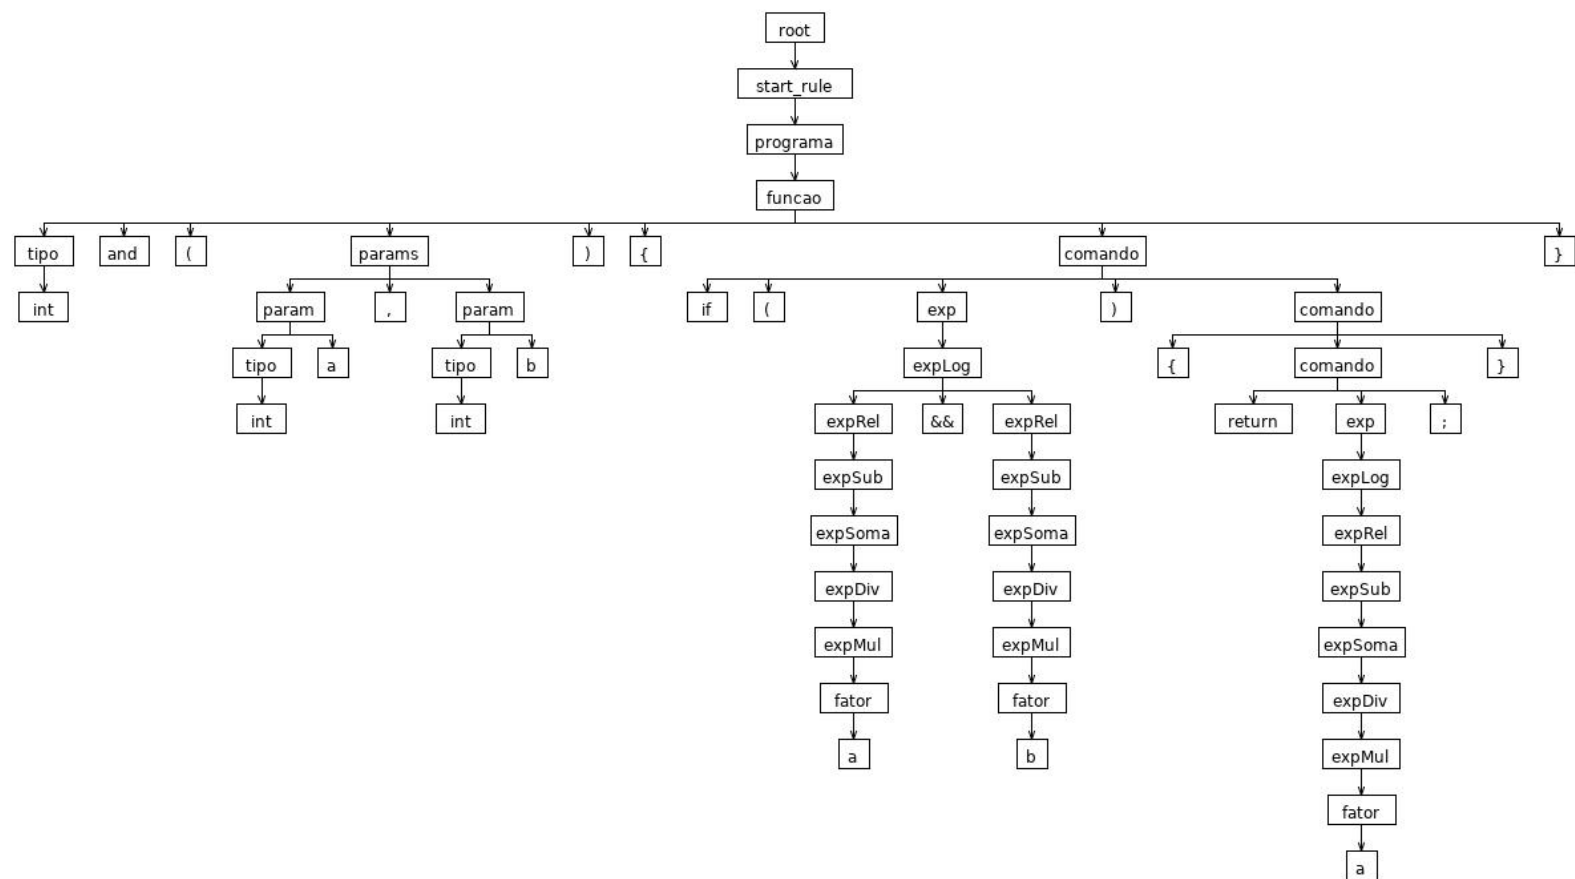 root
start_rule
programa
funcao
tipo and ( params ) { comando }
int param , param if ( exp ) comando
tipo a tipo b expLog { comando }
int int expRel && expRel return exp ;
expSub expSub expLog
expSoma expSoma expRel
expDiv expDiv expSub
expMul expMul expSoma
fator fator expDiv
a b expMul
fator
a